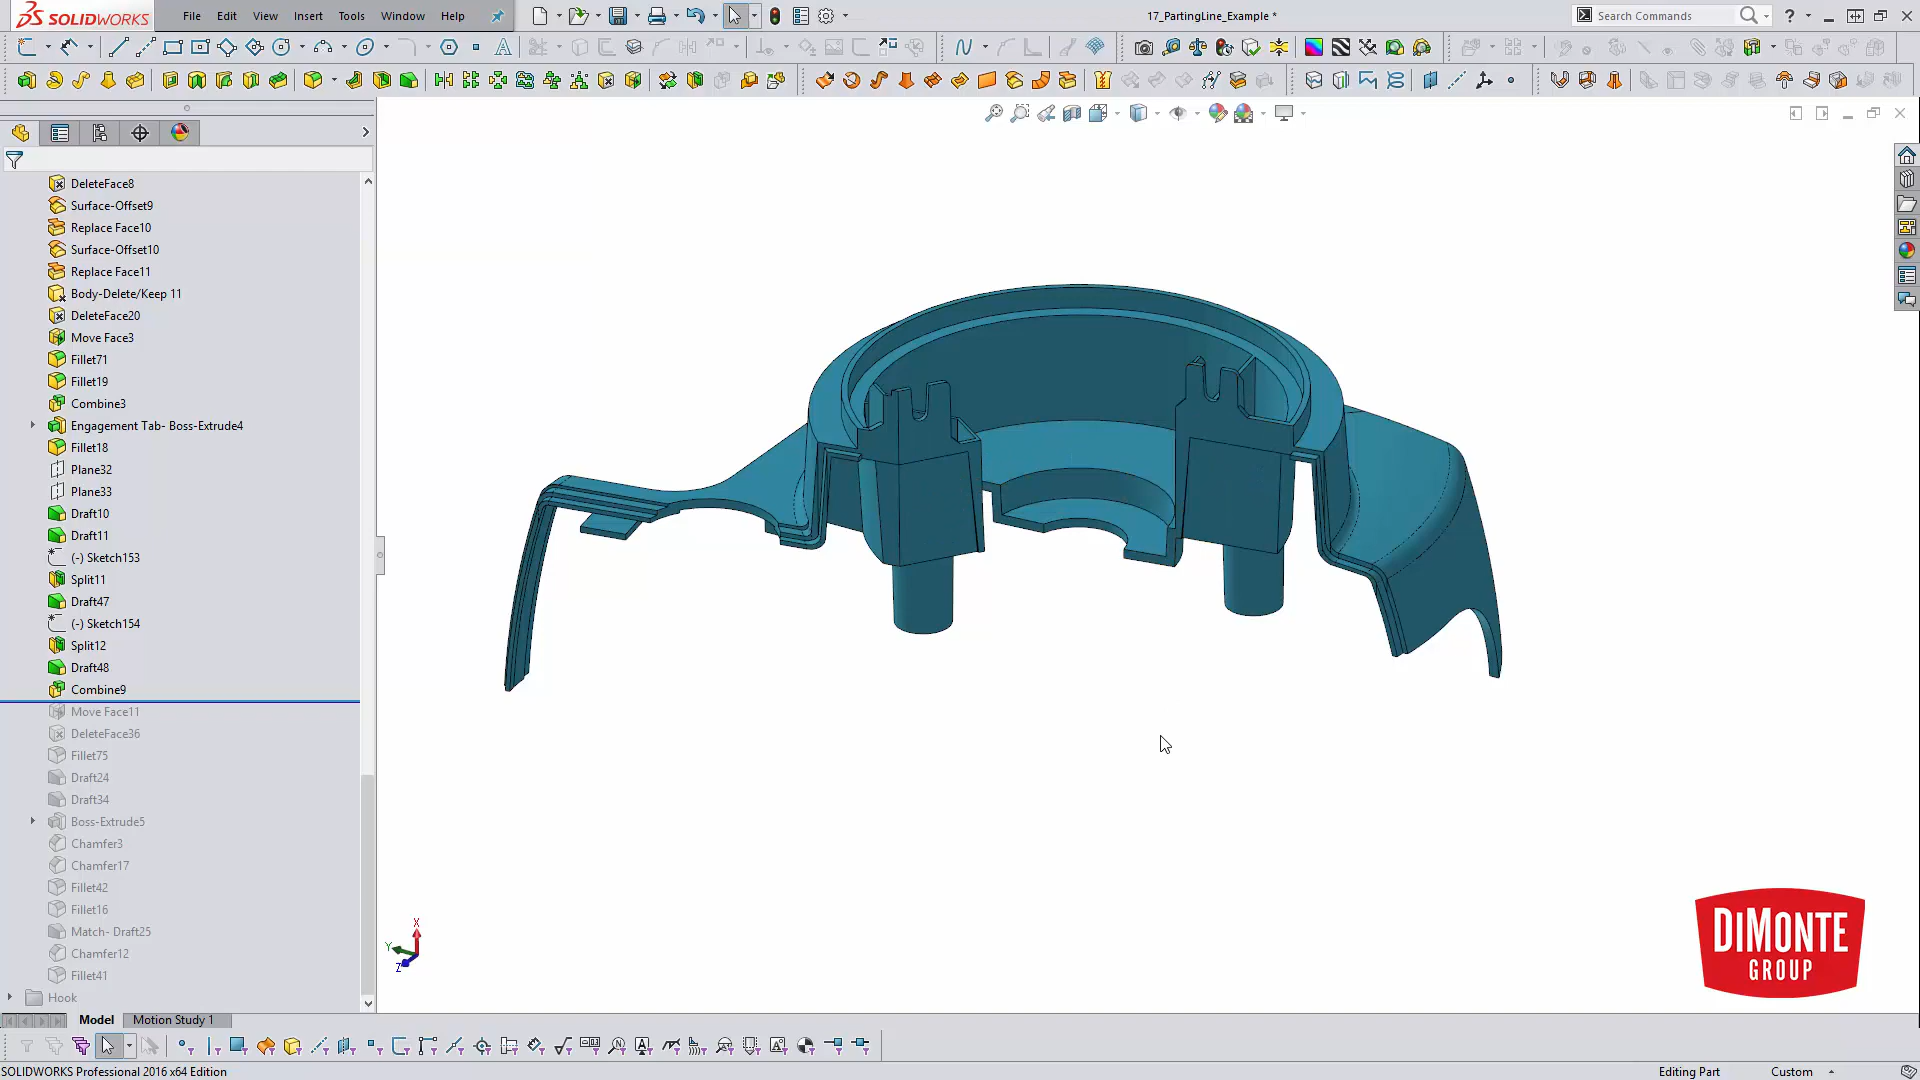 SOLIDWORKS
File Edit View Insert Tools Window Help
17_PartingLine_Example *
Search Commands
DeleteFace8
Surface-Offset9
Replace Face10
Surface-Offset10
Replace Face11
Body-Delete/Keep 11
DeleteFace20
Move Face3
Fillet71
Fillet19
Combine3
Engagement Tab- Boss-Extrude4
Fillet18
Plane32
Plane33
Draft10
Draft11
(-) Sketch153
Split11
Draft47
(-) Sketch154
Split12
Draft48
Combine9
Move Face11
DeleteFace36
Fillet75
Draft24
Draft34
Boss-Extrude5
Chamfer3
Chamfer17
Fillet42
Fillet16
Match- Draft25
Chamfer12
Fillet41
Hook
X
Y
Z
DIMONTE
GROUP
Model
Motion Study 1
SOLIDWORKS Professional 2016 x64 Edition
Editing Part
Custom